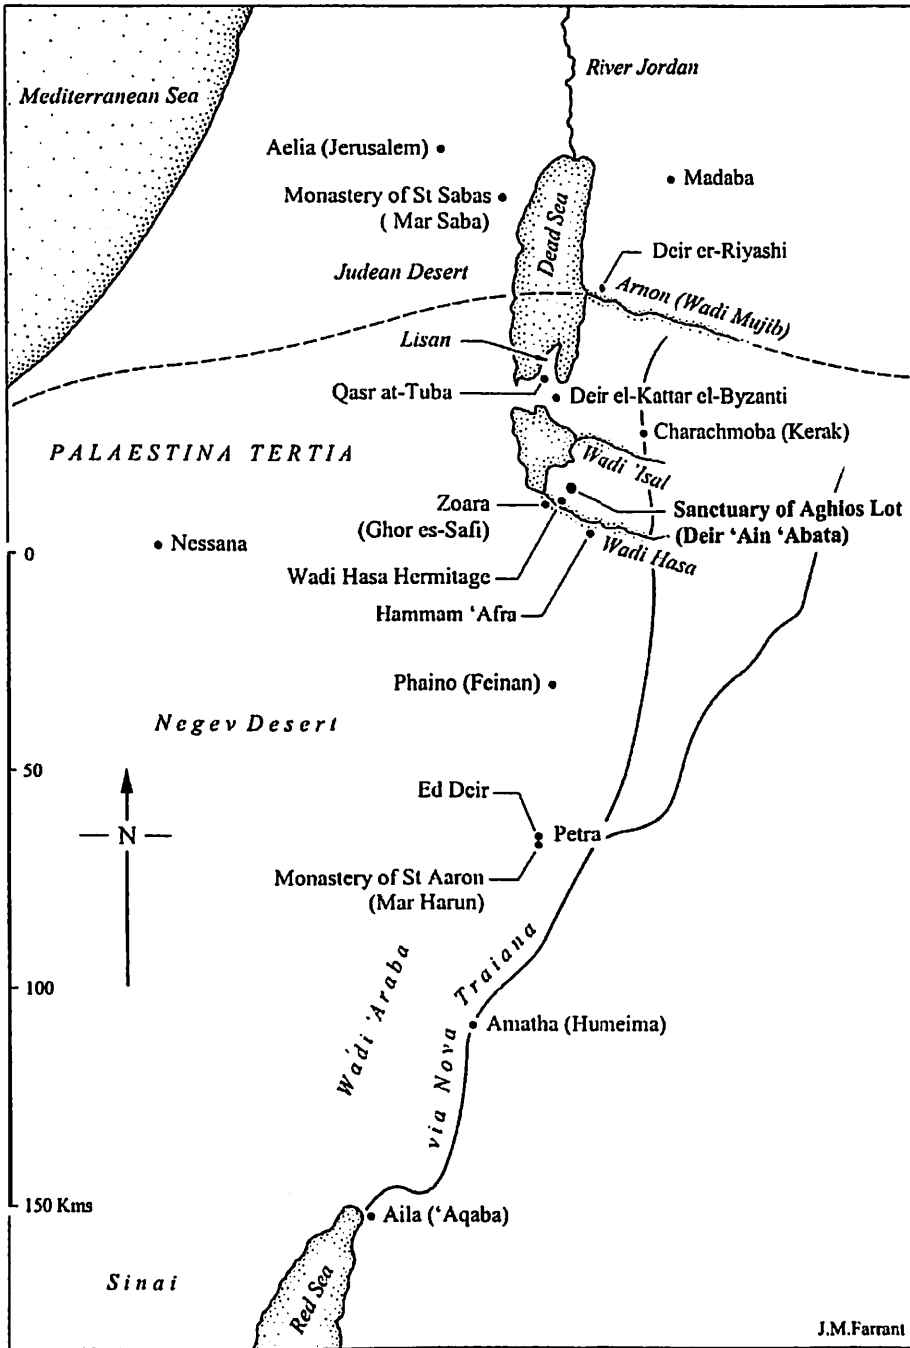 River Jordan
Mediterranean Sea
Aelia (Jerusalem)
Madaba
Monastery of St Sabas
( Mar Saba)
Dead Sea
Deir er-Riyashi
Judean Desert
Arnon (Wadi Mujib)
Lisan
Qasr at-Tuba
Deir el-Kattar el-Byzanti
Charachmoba (Kerak)
PALAESTINA TERTIA
Wadi 'Isal
Zoara
(Ghor es-Safi)
Sanctuary of Aghios Lot
(Deir ‘Ain ‘Abata)
Nessana
0
Wadi Hasa
Wadi Hasa Hermitage
Hammam ‘Afra
Phaino (Feinan)
Negev Desert
50
Ed Deir
N
Petra
Monastery of St Aaron
(Mar Harun)
Wadi 'Araba
via Nova Traiana
100
Amatha (Humeima)
150 Kms
Aila (‘Aqaba)
Sinai
Red Sea
J.M.Farrant